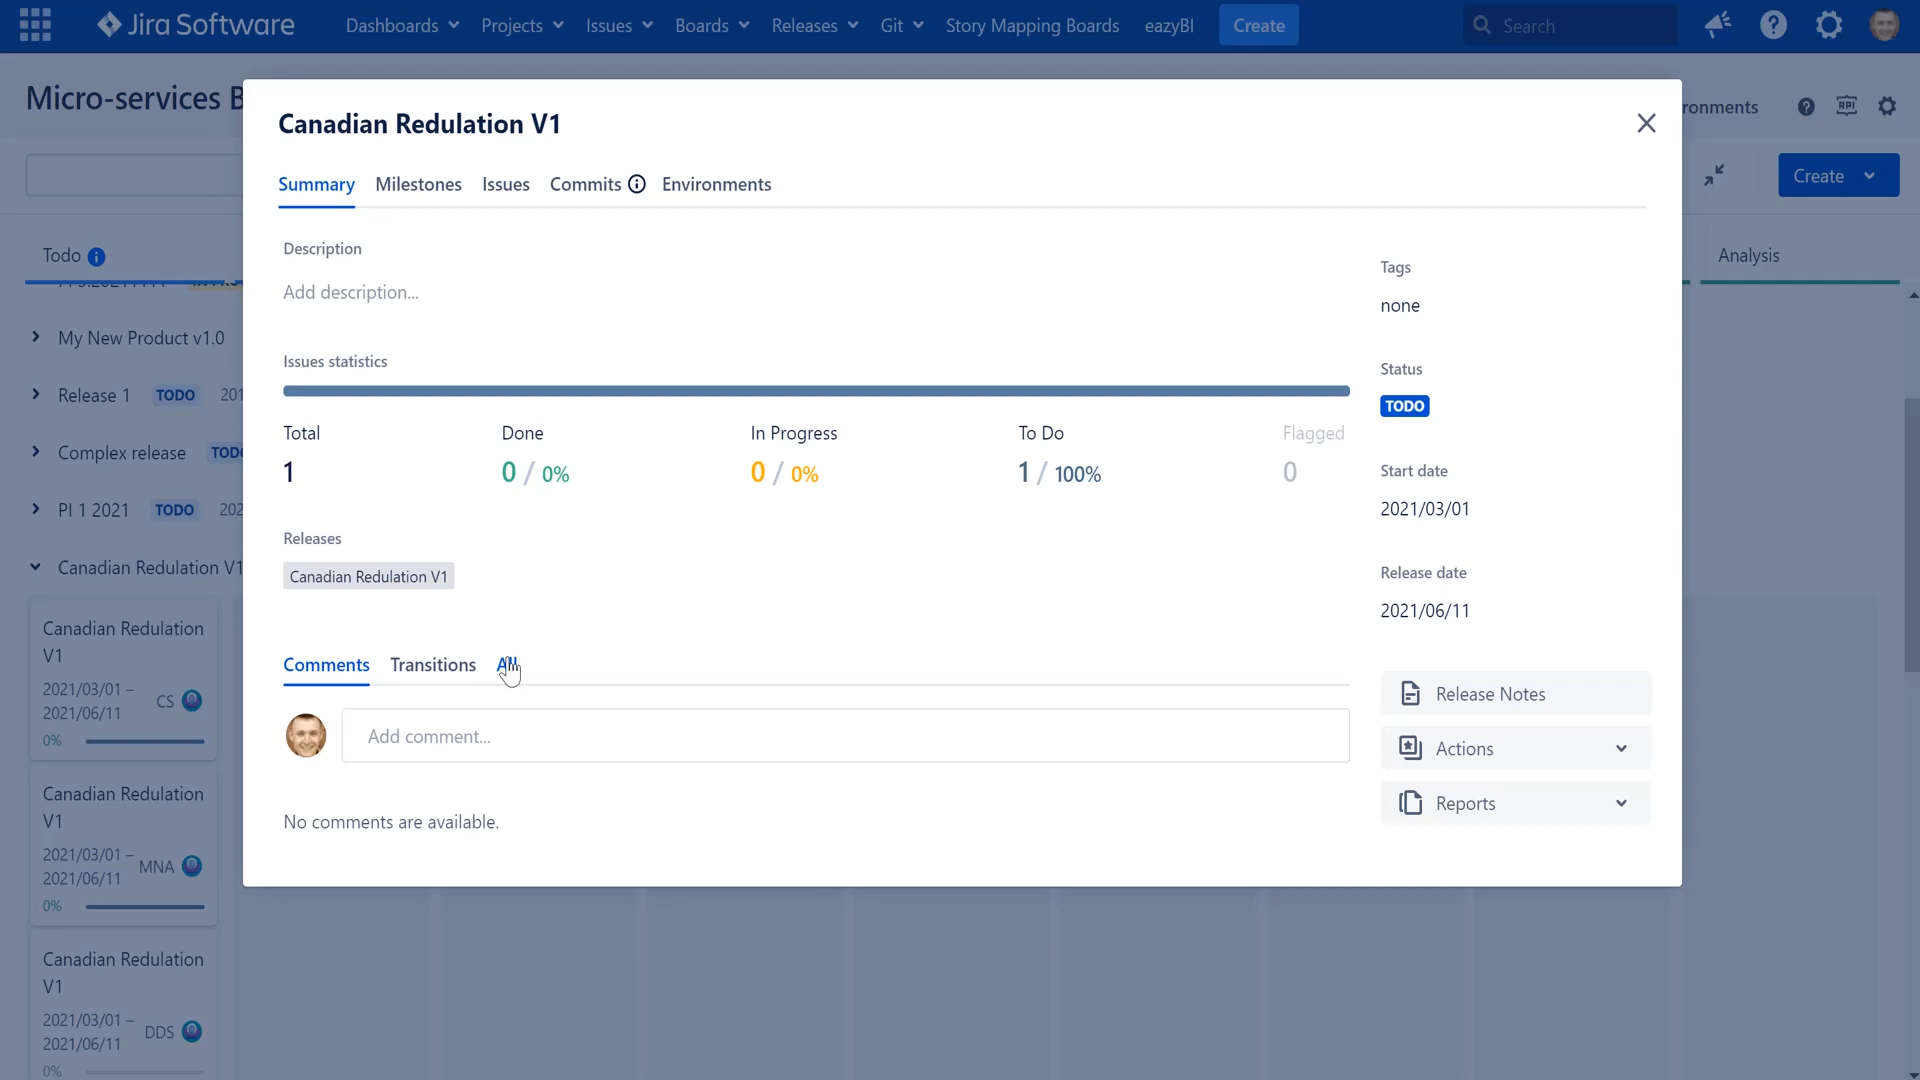 Jira Software Dashboards Projects Issues Boards Releases Git Story Mapping Boards eazyBI Create Search
Micro-services B
ronments
API
Create
Todo
Analysis
My New Product v1.0
Release 1 TODO 201
Complex release TODO
PI 1 2021 TODO 202
Canadian Redulation V1
Canadian Redulation
V1
2021/03/01 –
2021/06/11 CS
0%
Canadian Redulation
V1
2021/03/01 –
2021/06/11 MNA
0%
Canadian Redulation
V1
2021/03/01 –
2021/06/11 DDS
0%
Canadian Redulation V1
Summary Milestones Issues Commits Environments
Description
Add description...
Issues statistics
Total Done In Progress To Do Flagged
1 0 / 0% 0 / 0% 1 / 100% 0
Releases
Canadian Redulation V1
Comments Transitions All
Add comment...
No comments are available.
Tags
none
Status
TODO
Start date
2021/03/01
Release date
2021/06/11
Release Notes
Actions
Reports